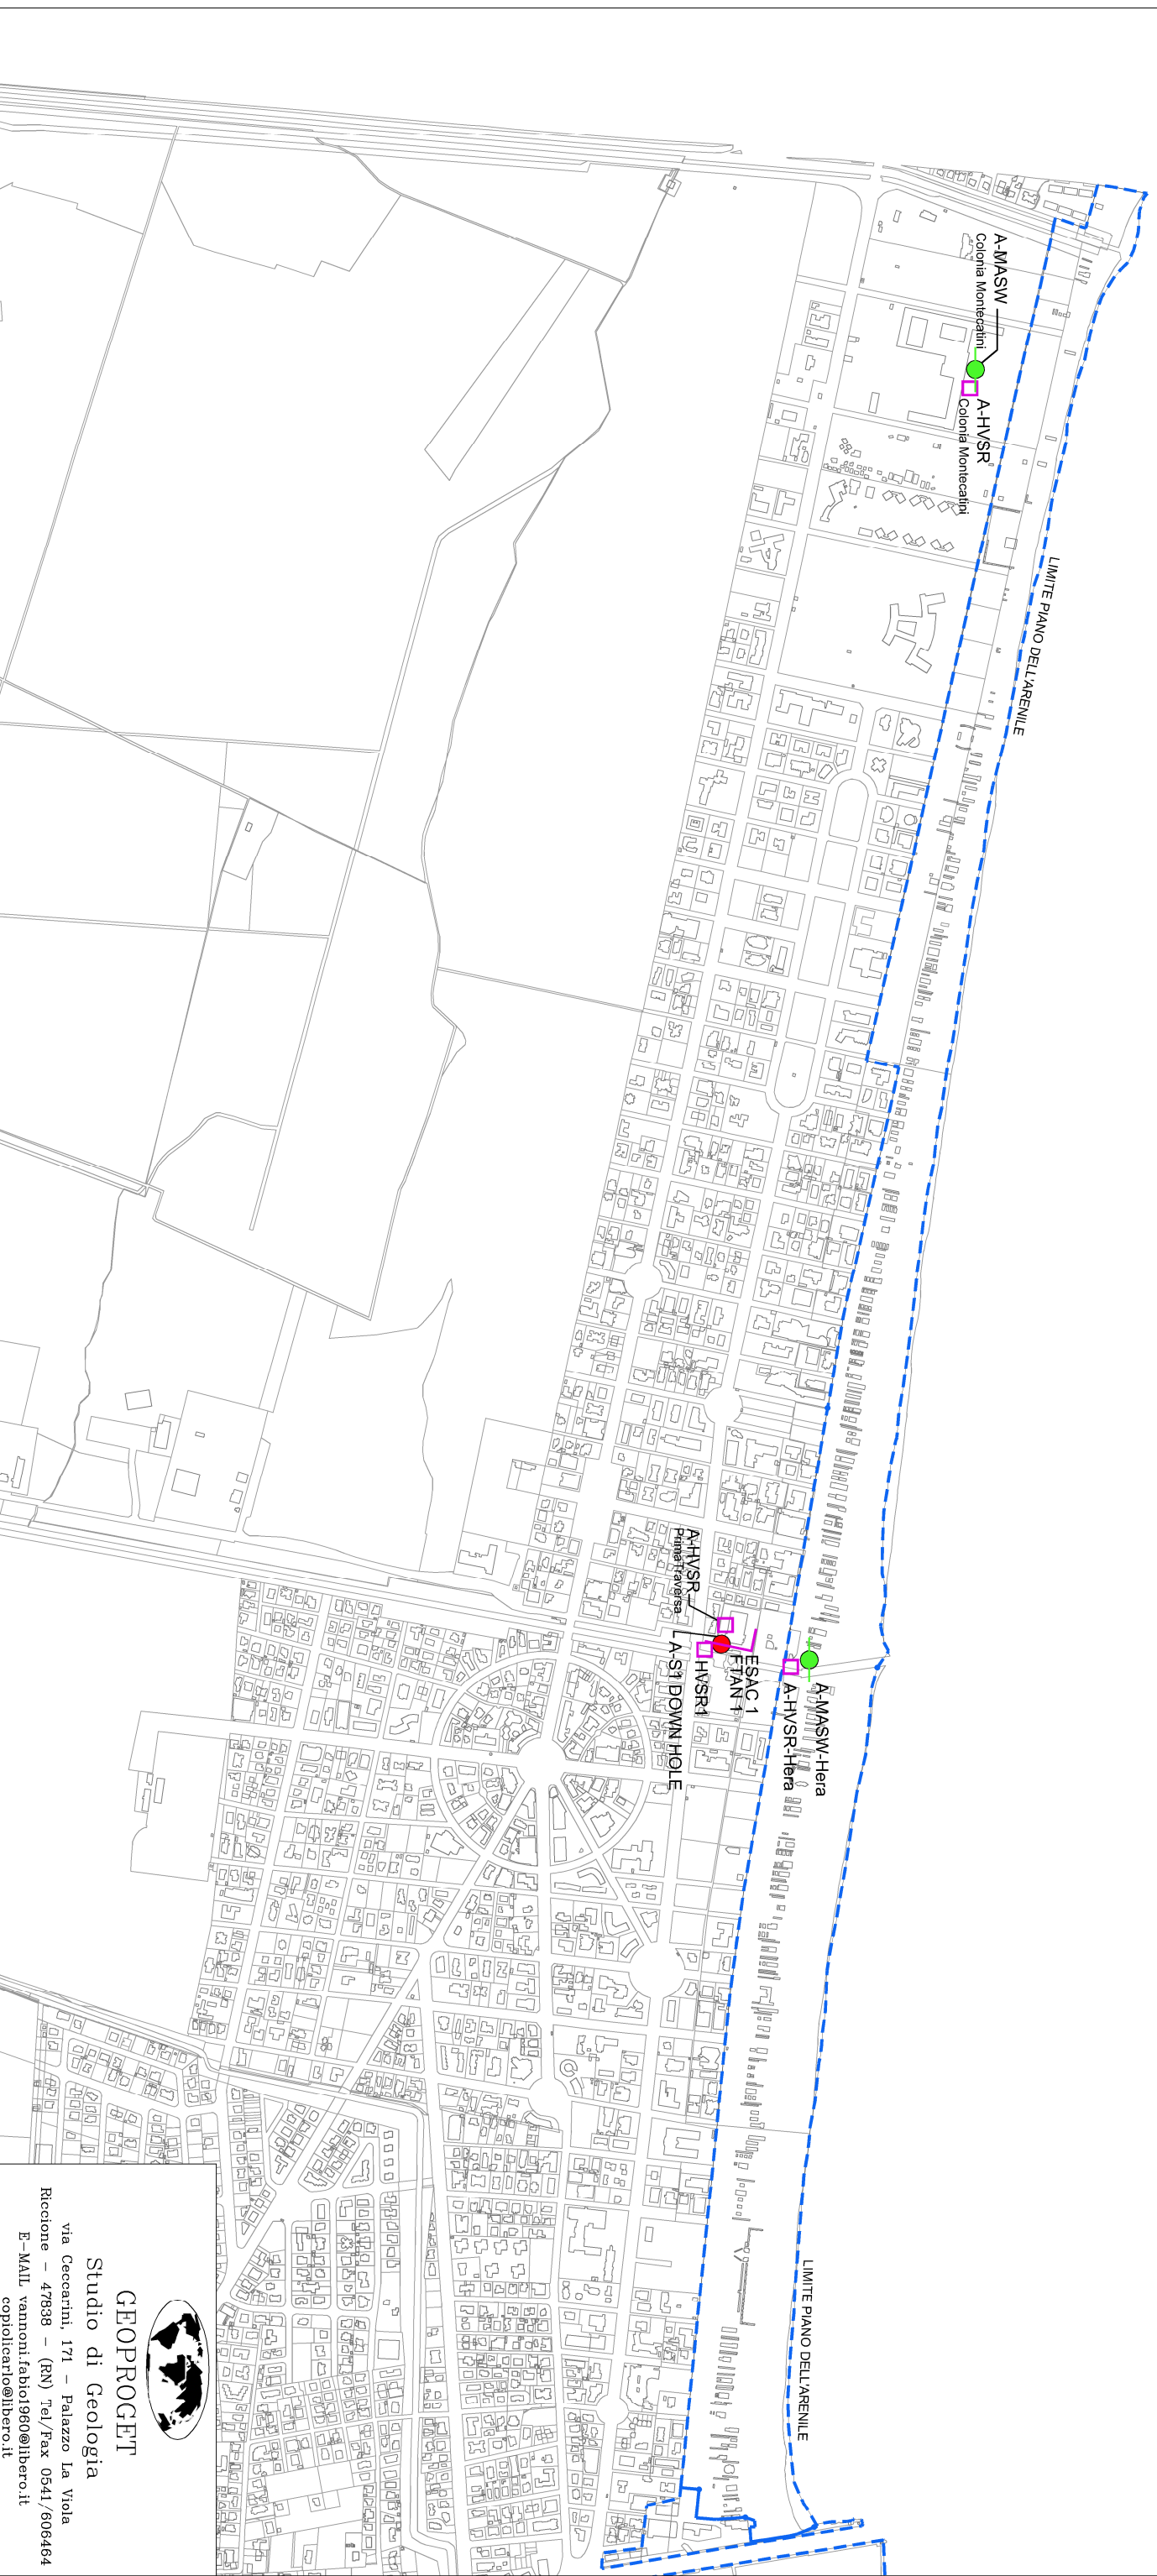 A-MASW
Colonia Montecatini
A-HVSR
Colonia Montecatini
LIMITE PIANO DELL'ARENILE
A-HVSR
Prima Traversa
ESAC 1
FTAN 1
HVSR1
A-S1 DOWN HOLE
A-MASW-Hera
A-HVSR-Hera
LIMITE PIANO DELL'ARENILE
GEOPROGET
Studio di Geologia
via Ceccarini, 171 - Palazzo La Viola
Riccione - 47838 - (RN) Tel/Fax 0541/606464
E-MAIL vannoni.fabio1960@libero.it
copiolicarlo@libero.it